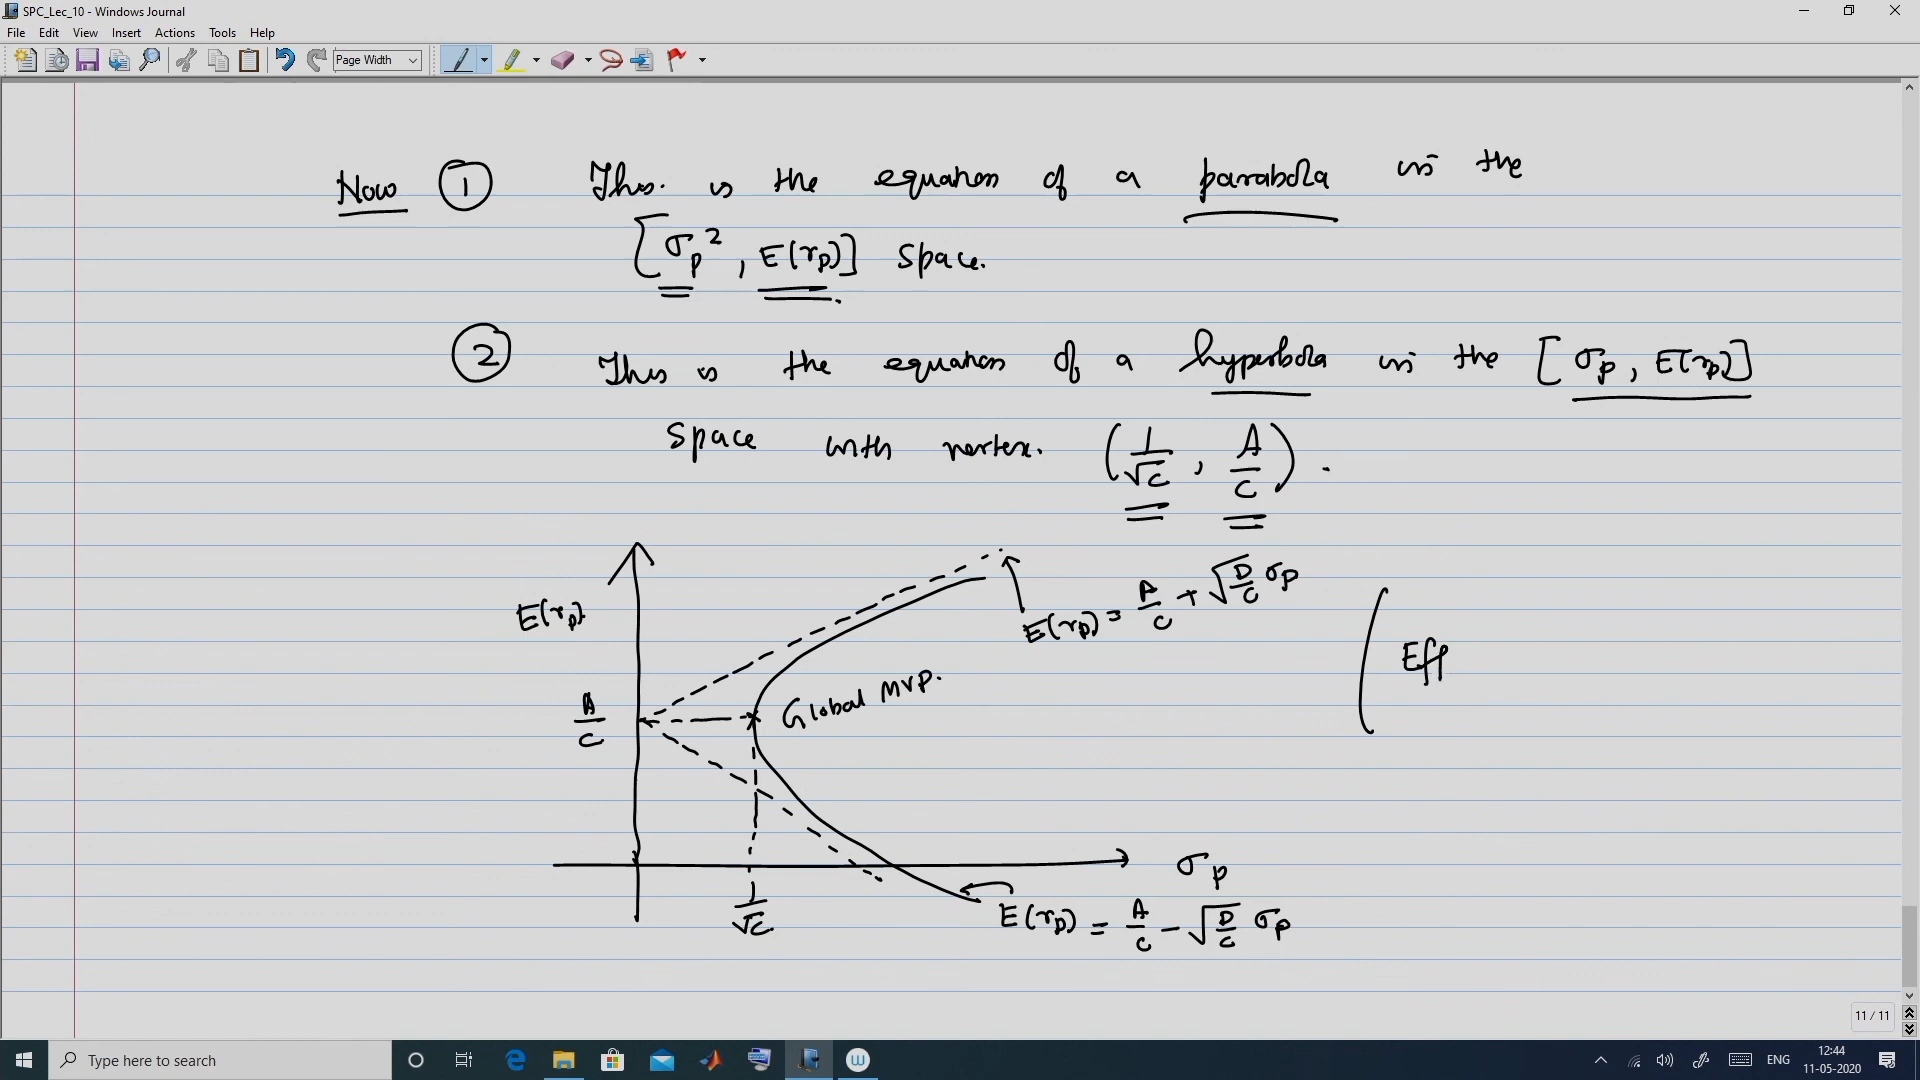 SPC_Lec_10 - Windows Journal
File Edit View Insert Actions Tools Help
Page Width
Now ① This is the equation of a parabola in the
[σp², E(rp)] space.
② This is the equation of a hyperbola in the [σp, E(rp)]
space with vertex. (1/√C, A/C).
E(rp)
E(rp) = A/C + √(D/C) σp
Eff
Global MVP.
A/C
σp
1/√C
E(rp) = A/C - √(D/C) σp
11 / 11
Type here to search
ENG
12:44
11-05-2020